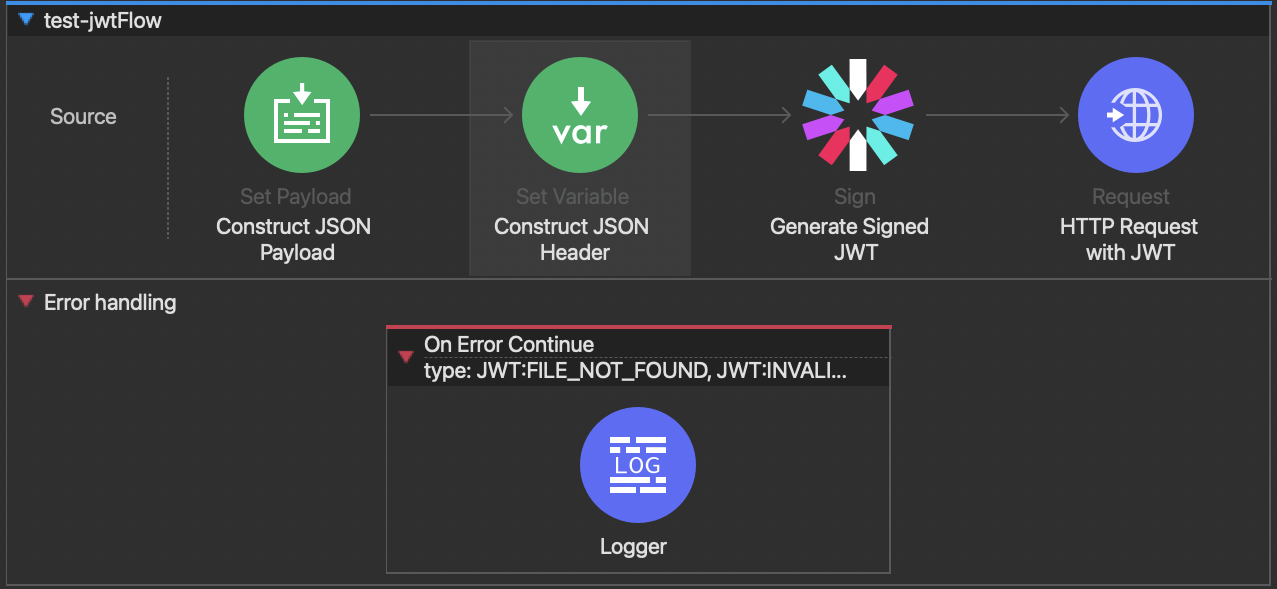 test-jwtFlow
Source
Set Payload
Construct JSON
Payload
var
Set Variable
Construct JSON
Header
Sign
Generate Signed
JWT
Request
HTTP Request
with JWT
Error handling
On Error Continue
type: JWT:FILE_NOT_FOUND, JWT:INVALI...
LOG
Logger